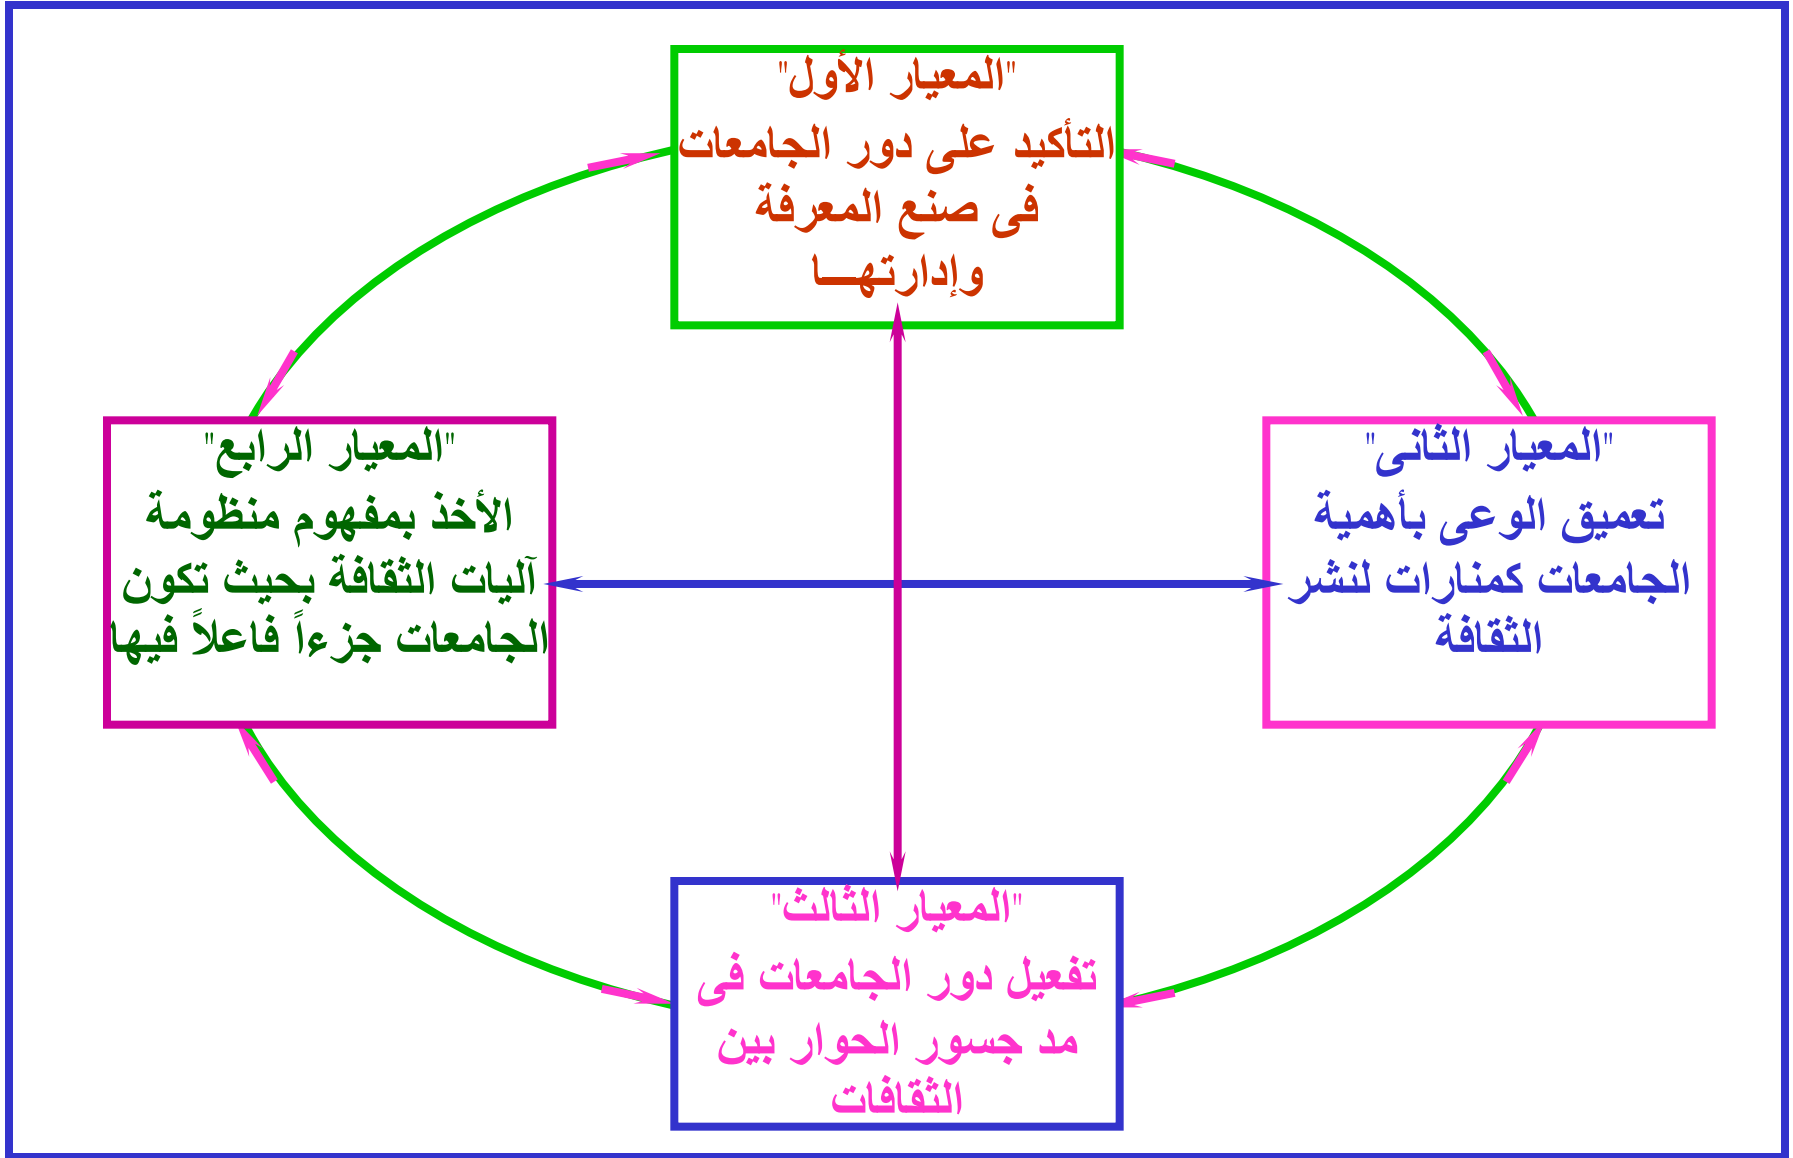 "المعيار الأول"
التأكيد على دور الجامعات
فى صنع المعرفة
وإدارتهـــا
"المعيار الثانى"
تعميق الوعى بأهمية
الجامعات كمنارات لنشر
الثقافة
"المعيار الثالث"
تفعيل دور الجامعات فى
مد جسور الحوار بين
الثقافات
"المعيار الرابع"
الأخذ بمفهوم منظومة
آليات الثقافة بحيث تكون
الجامعات جزءاً فاعلاً فيها